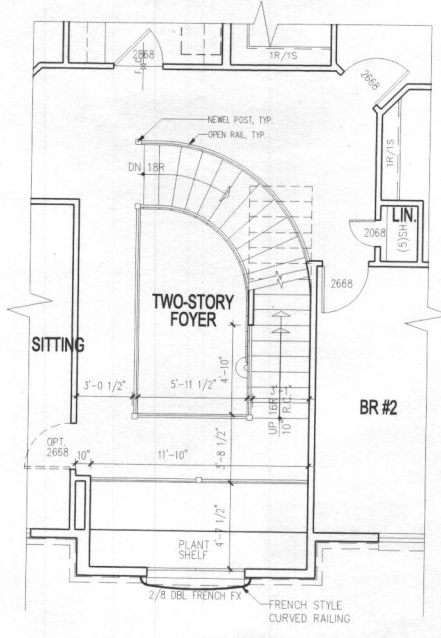 2868
1R/1S
2668
NEWEL POST, TYP.
OPEN RAIL, TYP.
DN 18R
1R/1S
LIN.
(5)SH
2068
2668
TWO-STORY
FOYER
SITTING
4'-10"
3'-0 1/2"
5'-11 1/2"
3'-1"
BR #2
UP 16R
10" R.C.
OPT.
2668
10"
11'-10"
3'-8 1/2"
4'-7 1/2"
PLANT
SHELF
2/8 DBL FRENCH FX
FRENCH STYLE
CURVED RAILING